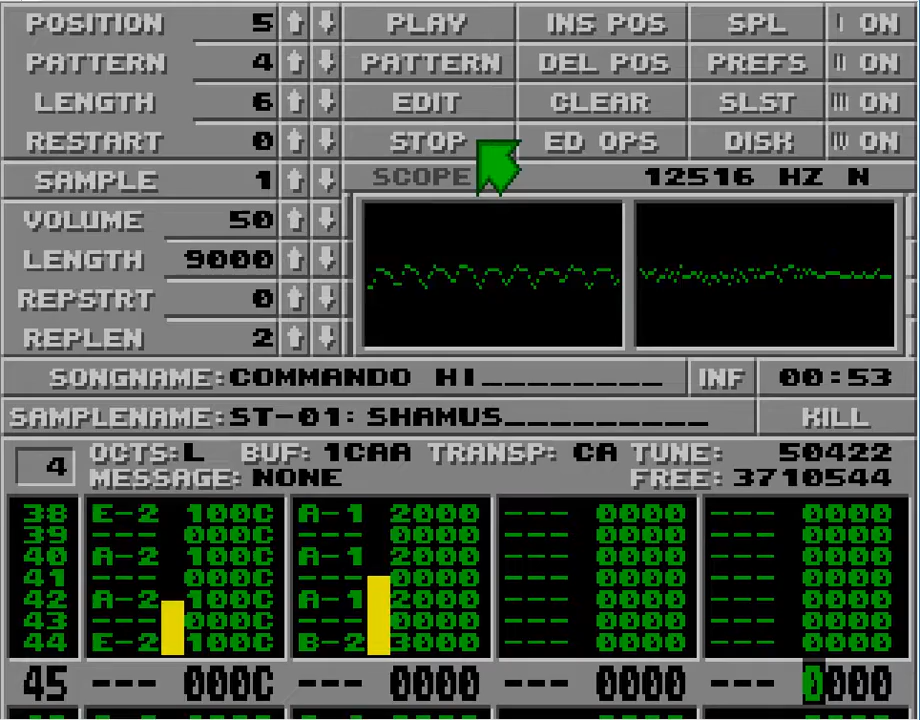 POSITION 5 PLAY INS POS SPL I ON
PATTERN 4 PATTERN DEL POS PREFS II ON
LENGTH 6 EDIT CLEAR SLST III ON
RESTART 0 STOP ED OPS DISK IV ON
SAMPLE 1 SCOPE 12516 HZ N
VOLUME 50
LENGTH 9000
REPSTRT 0
REPLEN 2
SONGNAME:COMMANDO HI_________ INF 00:53
SAMPLENAME:ST-01:SHAMUS__________ KILL
4 OCTS:L BUF:1CAA TRANSP:CA TUNE: 50422
MESSAGE:NONE FREE:3710544
38 E-2 100C A-1 2000 --- 0000 --- 0000
39 --- 000C --- 0000 --- 0000 --- 0000
40 A-2 100C A-1 2000 --- 0000 --- 0000
41 --- 000C --- 0000 --- 0000 --- 0000
42 A-2 100C A-1 2000 --- 0000 --- 0000
43 --- 000C --- 0000 --- 0000 --- 0000
44 E-2 100C B-2 3000 --- 0000 --- 0000
45 --- 000C --- 0000 --- 0000 --- 0000